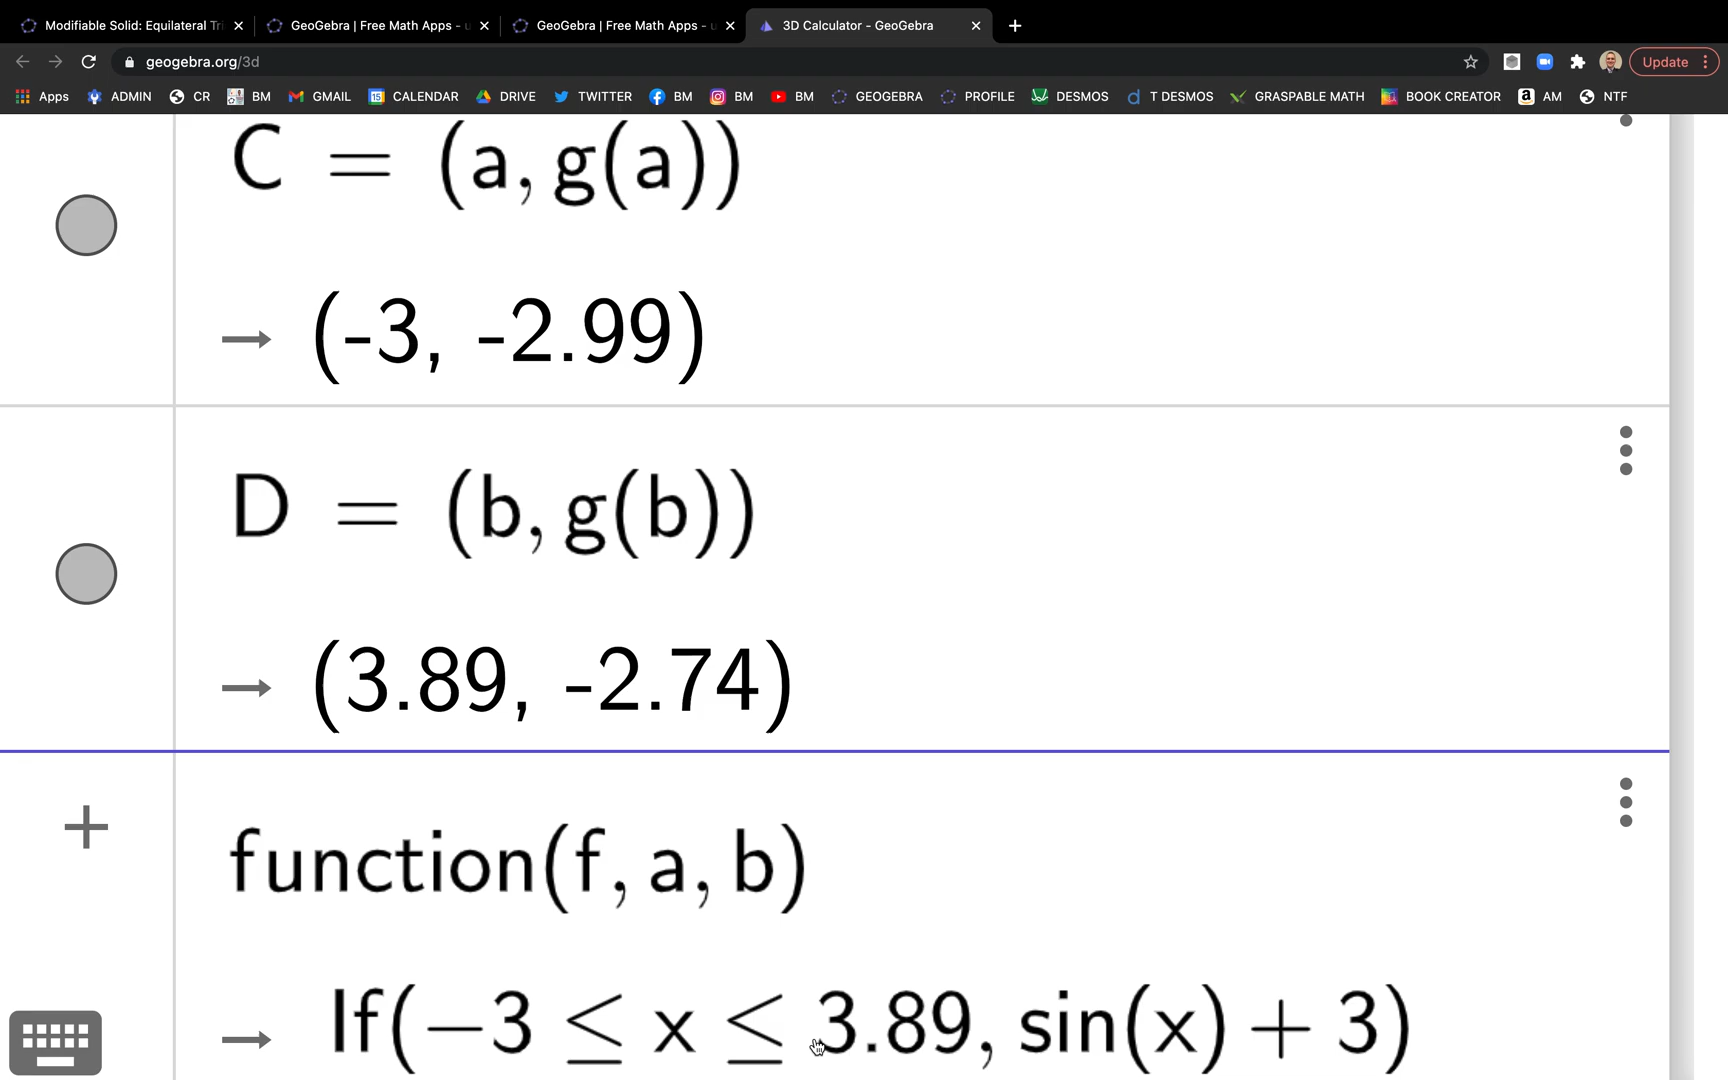 Modifiable Solid: Equilateral Tri
GeoGebra | Free Math Apps - u
GeoGebra | Free Math Apps - u
3D Calculator - GeoGebra
geogebra.org/3d
Update
Apps ADMIN CR BM GMAIL 15 CALENDAR DRIVE TWITTER BM BM BM GEOGEBRA PROFILE DESMOS d T DESMOS GRASPABLE MATH BOOK CREATOR a AM NTF
C = (a, g(a))
→ (-3, -2.99)
D = (b, g(b))
→ (3.89, -2.74)
function(f, a, b)
→ If(−3 ≤ x ≤ 3.89, sin(x) + 3)